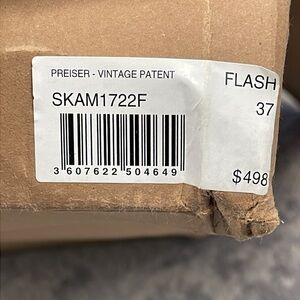 PREISER - VINTAGE PATENT
SKAM1722F
3 607622 504649
FLASH
37
$498